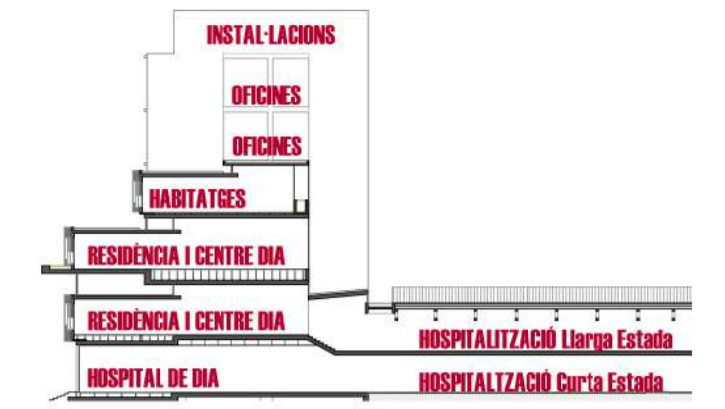 INSTAL·LACIONS
OFICINES
OFICINES
HABITATGES
RESIDÈNCIA I CENTRE DIA
RESIDÈNCIA I CENTRE DIA
HOSPITALITZACIÓ Llarga Estada
HOSPITAL DE DIA
HOSPITALTZACIÓ Curta Estada